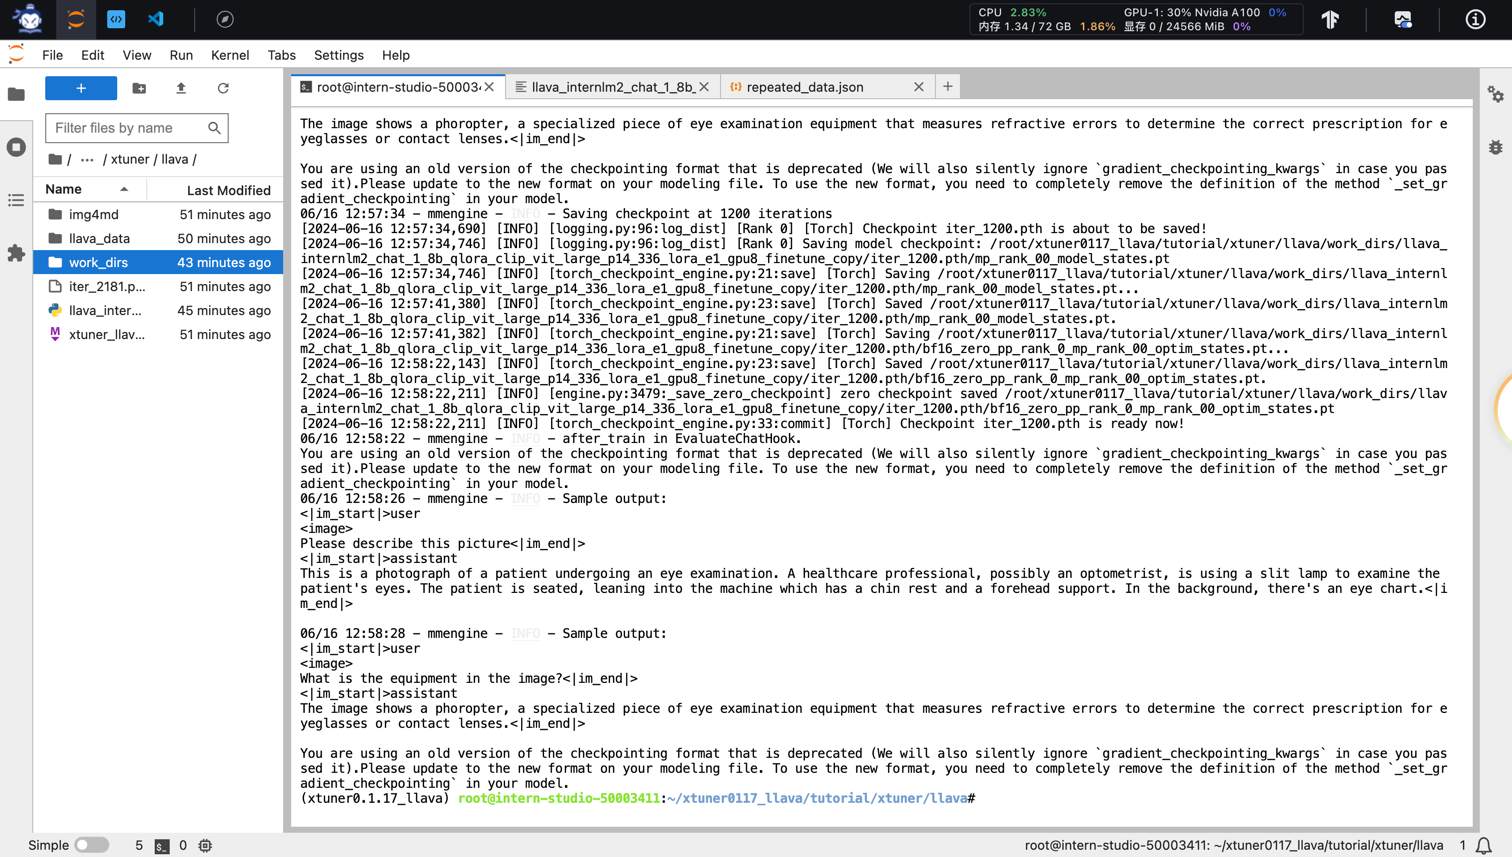 CPU 2.83%
GPU-1: 30% Nvidia A100 0%
内存 1.34 / 72 GB 1.86%
显存 0 / 24566 MiB 0%
File Edit View Run Kernel Tabs Settings Help
root@intern-studio-500034
llava_internlm2_chat_1_8b_
repeated_data.json
Filter files by name
/ ··· / xtuner / llava /
Name Last Modified
img4md 51 minutes ago
llava_data 50 minutes ago
work_dirs 43 minutes ago
iter_2181.p... 51 minutes ago
llava_inter... 45 minutes ago
xtuner_llav... 51 minutes ago
The image shows a phoropter, a specialized piece of eye examination equipment that measures refractive errors to determine the correct prescription for e
yeglasses or contact lenses.<|im_end|>
You are using an old version of the checkpointing format that is deprecated (We will also silently ignore `gradient_checkpointing_kwargs` in case you pas
sed it).Please update to the new format on your modeling file. To use the new format, you need to completely remove the definition of the method `_set_gr
adient_checkpointing` in your model.
06/16 12:57:34 - mmengine - INFO - Saving checkpoint at 1200 iterations
[2024-06-16 12:57:34,690] [INFO] [logging.py:96:log_dist] [Rank 0] [Torch] Checkpoint iter_1200.pth is about to be saved!
[2024-06-16 12:57:34,746] [INFO] [logging.py:96:log_dist] [Rank 0] Saving model checkpoint: /root/xtuner0117_llava/tutorial/xtuner/llava/work_dirs/llava_
internlm2_chat_1_8b_qlora_clip_vit_large_p14_336_lora_e1_gpu8_finetune_copy/iter_1200.pth/mp_rank_00_model_states.pt
[2024-06-16 12:57:34,746] [INFO] [torch_checkpoint_engine.py:21:save] [Torch] Saving /root/xtuner0117_llava/tutorial/xtuner/llava/work_dirs/llava_internl
m2_chat_1_8b_qlora_clip_vit_large_p14_336_lora_e1_gpu8_finetune_copy/iter_1200.pth/mp_rank_00_model_states.pt...
[2024-06-16 12:57:41,380] [INFO] [torch_checkpoint_engine.py:23:save] [Torch] Saved /root/xtuner0117_llava/tutorial/xtuner/llava/work_dirs/llava_internlm
2_chat_1_8b_qlora_clip_vit_large_p14_336_lora_e1_gpu8_finetune_copy/iter_1200.pth/mp_rank_00_model_states.pt.
[2024-06-16 12:57:41,382] [INFO] [torch_checkpoint_engine.py:21:save] [Torch] Saving /root/xtuner0117_llava/tutorial/xtuner/llava/work_dirs/llava_internl
m2_chat_1_8b_qlora_clip_vit_large_p14_336_lora_e1_gpu8_finetune_copy/iter_1200.pth/bf16_zero_pp_rank_0_mp_rank_00_optim_states.pt...
[2024-06-16 12:58:22,143] [INFO] [torch_checkpoint_engine.py:23:save] [Torch] Saved /root/xtuner0117_llava/tutorial/xtuner/llava/work_dirs/llava_internlm
2_chat_1_8b_qlora_clip_vit_large_p14_336_lora_e1_gpu8_finetune_copy/iter_1200.pth/bf16_zero_pp_rank_0_mp_rank_00_optim_states.pt.
[2024-06-16 12:58:22,211] [INFO] [engine.py:3479:_save_zero_checkpoint] zero checkpoint saved /root/xtuner0117_llava/tutorial/xtuner/llava/work_dirs/llav
a_internlm2_chat_1_8b_qlora_clip_vit_large_p14_336_lora_e1_gpu8_finetune_copy/iter_1200.pth/bf16_zero_pp_rank_0_mp_rank_00_optim_states.pt
[2024-06-16 12:58:22,211] [INFO] [torch_checkpoint_engine.py:33:commit] [Torch] Checkpoint iter_1200.pth is ready now!
06/16 12:58:22 - mmengine - INFO - after_train in EvaluateChatHook.
You are using an old version of the checkpointing format that is deprecated (We will also silently ignore `gradient_checkpointing_kwargs` in case you pas
sed it).Please update to the new format on your modeling file. To use the new format, you need to completely remove the definition of the method `_set_gr
adient_checkpointing` in your model.
06/16 12:58:26 - mmengine - INFO - Sample output:
<|im_start|>user
<image>
Please describe this picture<|im_end|>
<|im_start|>assistant
This is a photograph of a patient undergoing an eye examination. A healthcare professional, possibly an optometrist, is using a slit lamp to examine the
patient's eyes. The patient is seated, leaning into the machine which has a chin rest and a forehead support. In the background, there's an eye chart.<|i
m_end|>
06/16 12:58:28 - mmengine - INFO - Sample output:
<|im_start|>user
<image>
What is the equipment in the image?<|im_end|>
<|im_start|>assistant
The image shows a phoropter, a specialized piece of eye examination equipment that measures refractive errors to determine the correct prescription for e
yeglasses or contact lenses.<|im_end|>
You are using an old version of the checkpointing format that is deprecated (We will also silently ignore `gradient_checkpointing_kwargs` in case you pas
sed it).Please update to the new format on your modeling file. To use the new format, you need to completely remove the definition of the method `_set_gr
adient_checkpointing` in your model.
(xtuner0.1.17_llava) root@intern-studio-50003411:~/xtuner0117_llava/tutorial/xtuner/llava#
Simple 5 0 root@intern-studio-50003411: ~/xtuner0117_llava/tutorial/xtuner/llava 1